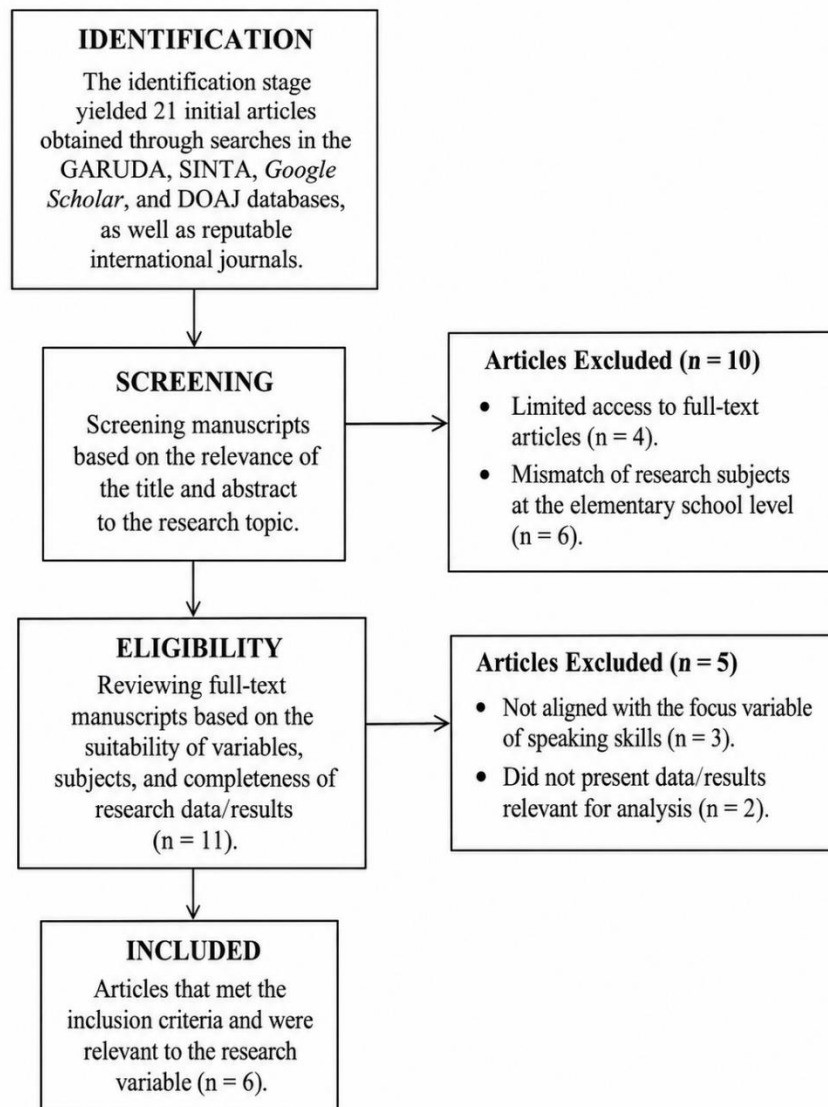 IDENTIFICATION
The identification stage
yielded 21 initial articles
obtained through searches in the
GARUDA, SINTA, Google
Scholar, and DOAJ databases,
as well as reputable
international journals.
SCREENING
Screening manuscripts
based on the relevance of
the title and abstract
to the research topic.
Articles Excluded (n = 10)
• Limited access to full-text
articles (n = 4).
• Mismatch of research subjects
at the elementary school level
(n = 6).
ELIGIBILITY
Reviewing full-text
manuscripts based on the
suitability of variables,
subjects, and completeness of
research data/results
(n = 11).
Articles Excluded (n = 5)
• Not aligned with the focus variable
of speaking skills (n = 3).
• Did not present data/results
relevant for analysis (n = 2).
INCLUDED
Articles that met the
inclusion criteria and were
relevant to the research
variable (n = 6).